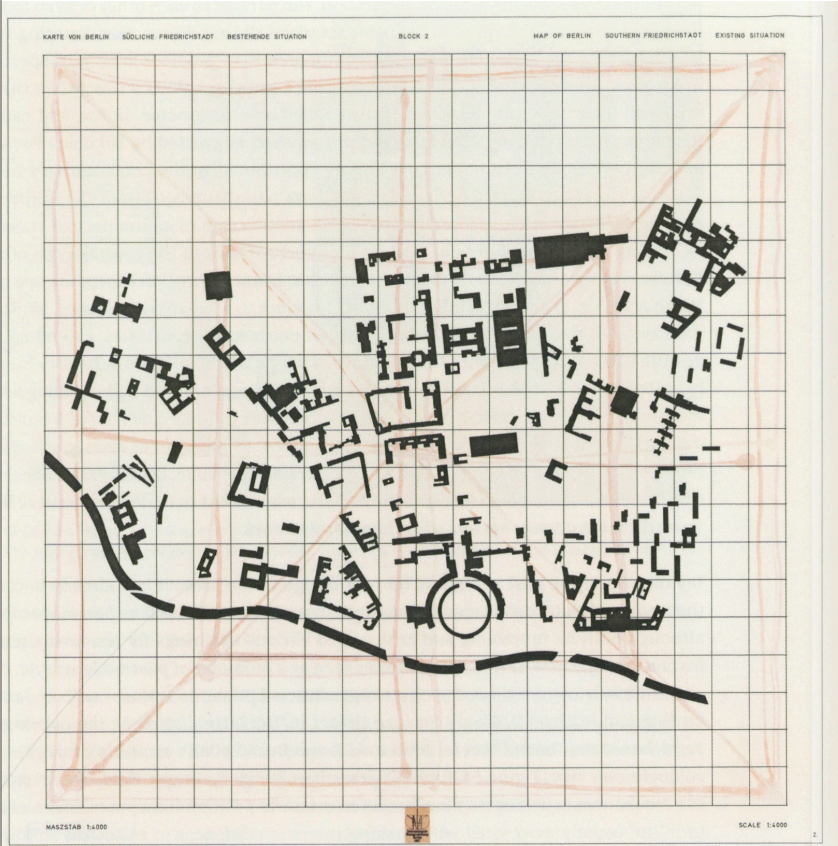 KARTE VON BERLIN SÜDLICHE FRIEDRICHSTADT BESTEHENDE SITUATION BLOCK 2 MAP OF BERLIN SOUTHERN FRIEDRICHSTADT EXISTING SITUATION
MASZSTAB 1:4000 SCALE 1:4000
2